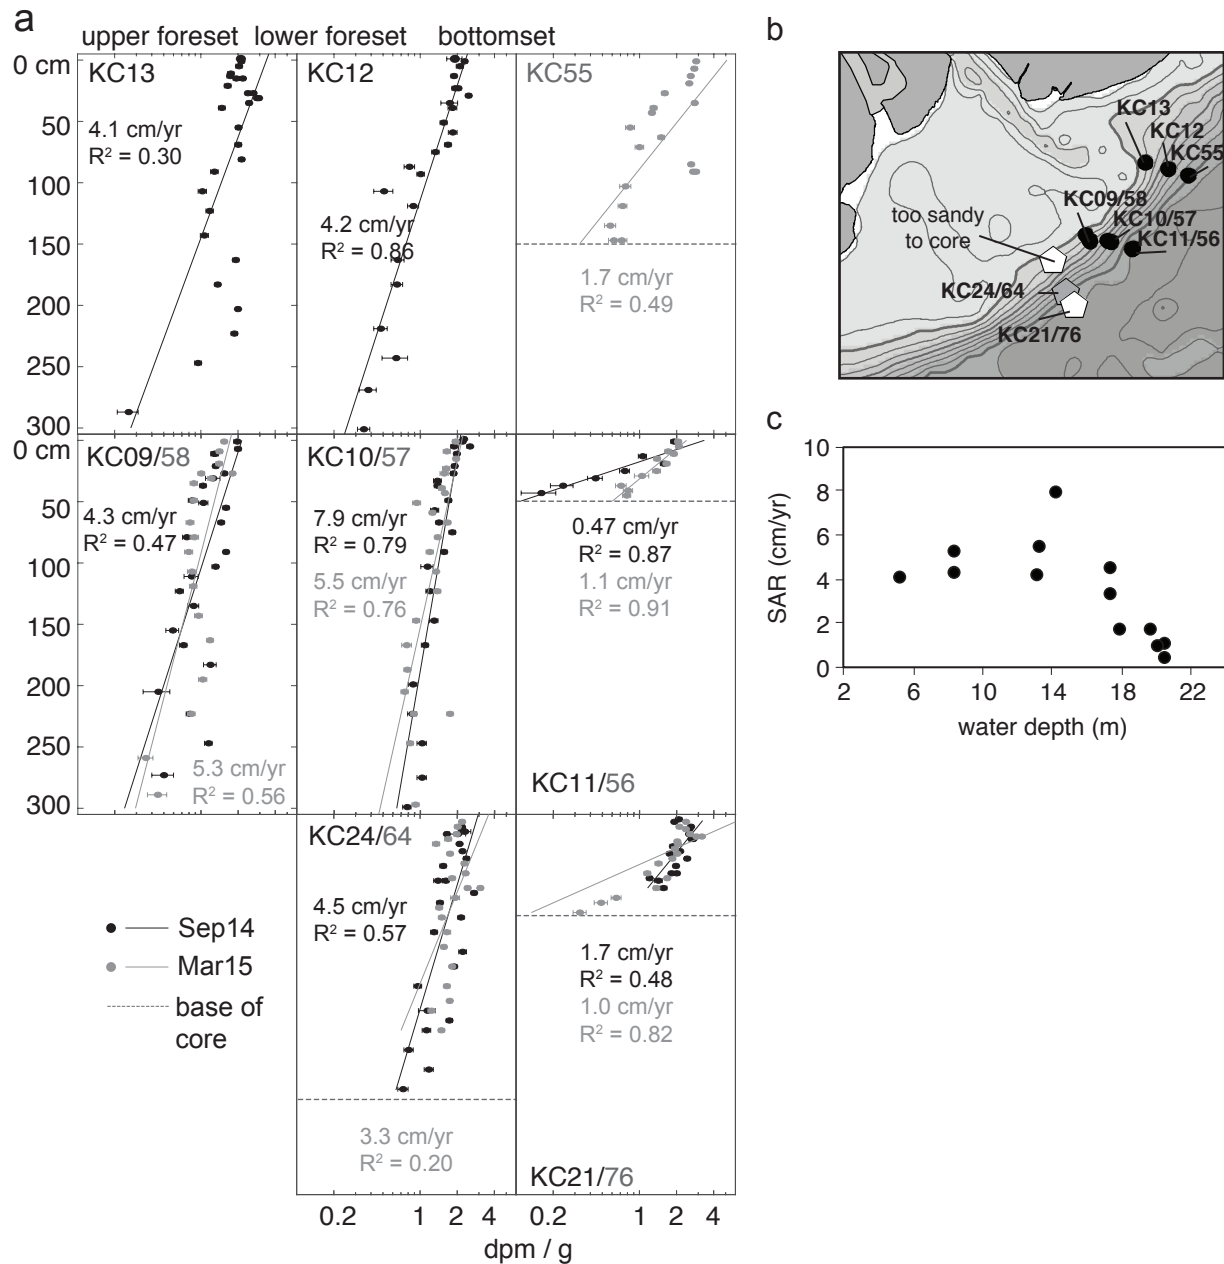 a
upper foreset lower foreset bottomset
0 cm
50
100
150
200
250
300
KC13
4.1 cm/yr
R² = 0.30
KC12
4.2 cm/yr
R² = 0.86
KC55
1.7 cm/yr
R² = 0.49
0 cm
50
100
150
200
250
300
KC09/58
4.3 cm/yr
R² = 0.47
5.3 cm/yr
R² = 0.56
KC10/57
7.9 cm/yr
R² = 0.79
5.5 cm/yr
R² = 0.76
0.47 cm/yr
R² = 0.87
1.1 cm/yr
R² = 0.91
KC11/56
KC24/64
4.5 cm/yr
R² = 0.57
3.3 cm/yr
R² = 0.20
1.7 cm/yr
R² = 0.48
1.0 cm/yr
R² = 0.82
KC21/76
Sep14
Mar15
base of
core
0.2 1 2 4 0.2 1 2 4
dpm / g
b
KC13
KC12
KC55
KC09/58
KC10/57
KC11/56
too sandy
to core
KC24/64
KC21/76
c
10
8
6
4
2
0
SAR (cm/yr)
2 6 10 14 18 22
water depth (m)